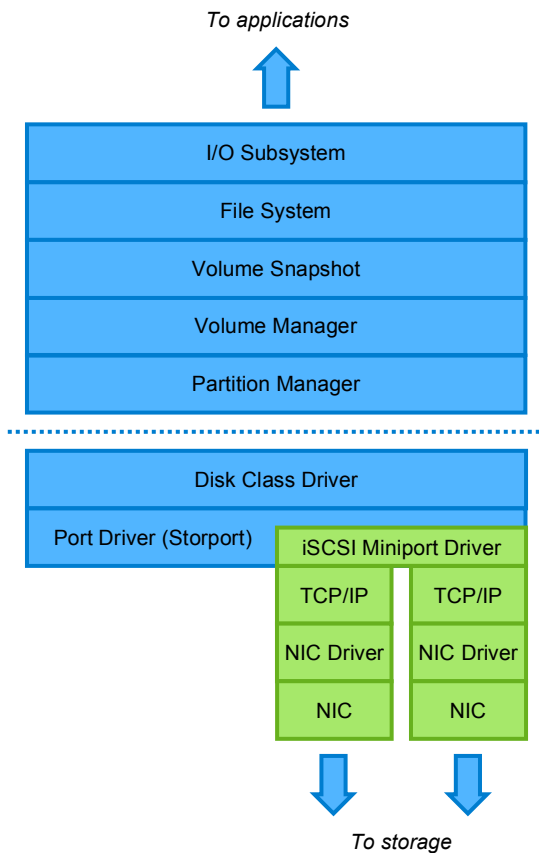 To applications
I/O Subsystem
File System
Volume Snapshot
Volume Manager
Partition Manager
Disk Class Driver
Port Driver (Storport)
iSCSI Miniport Driver
TCP/IP
TCP/IP
NIC Driver
NIC Driver
NIC
NIC
To storage